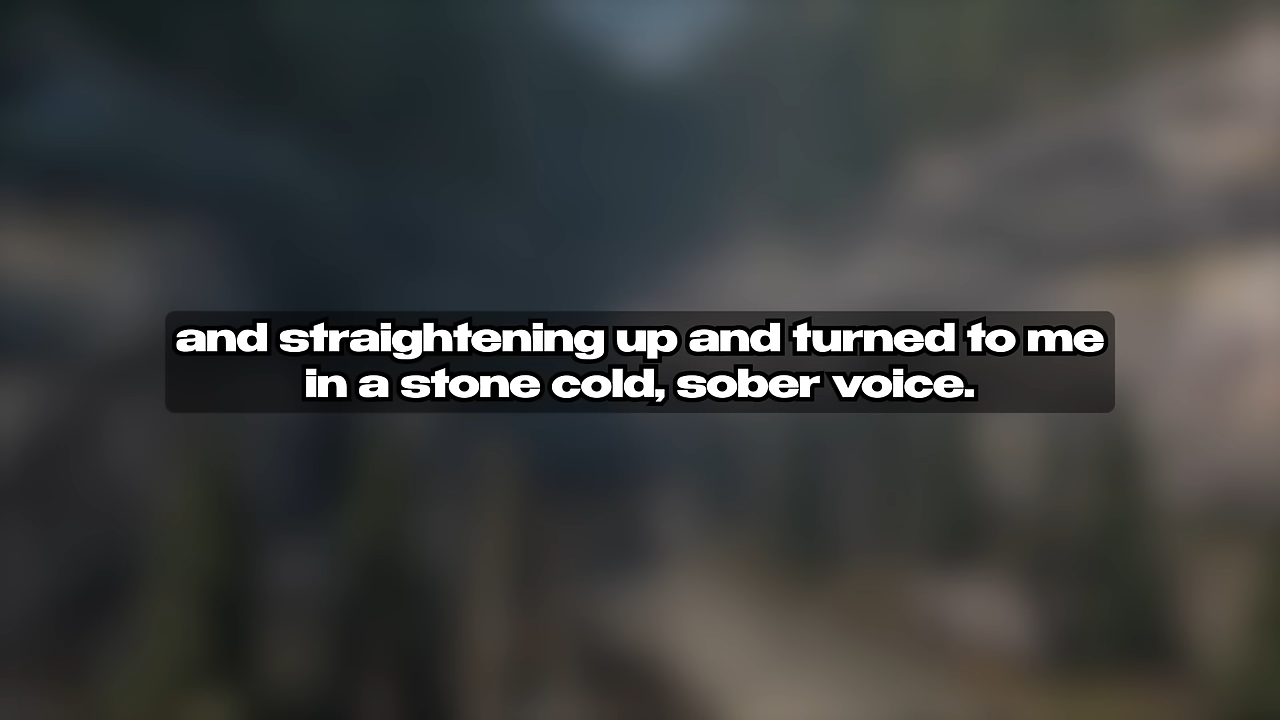 and straightening up and turned to me
in a stone cold, sober voice.